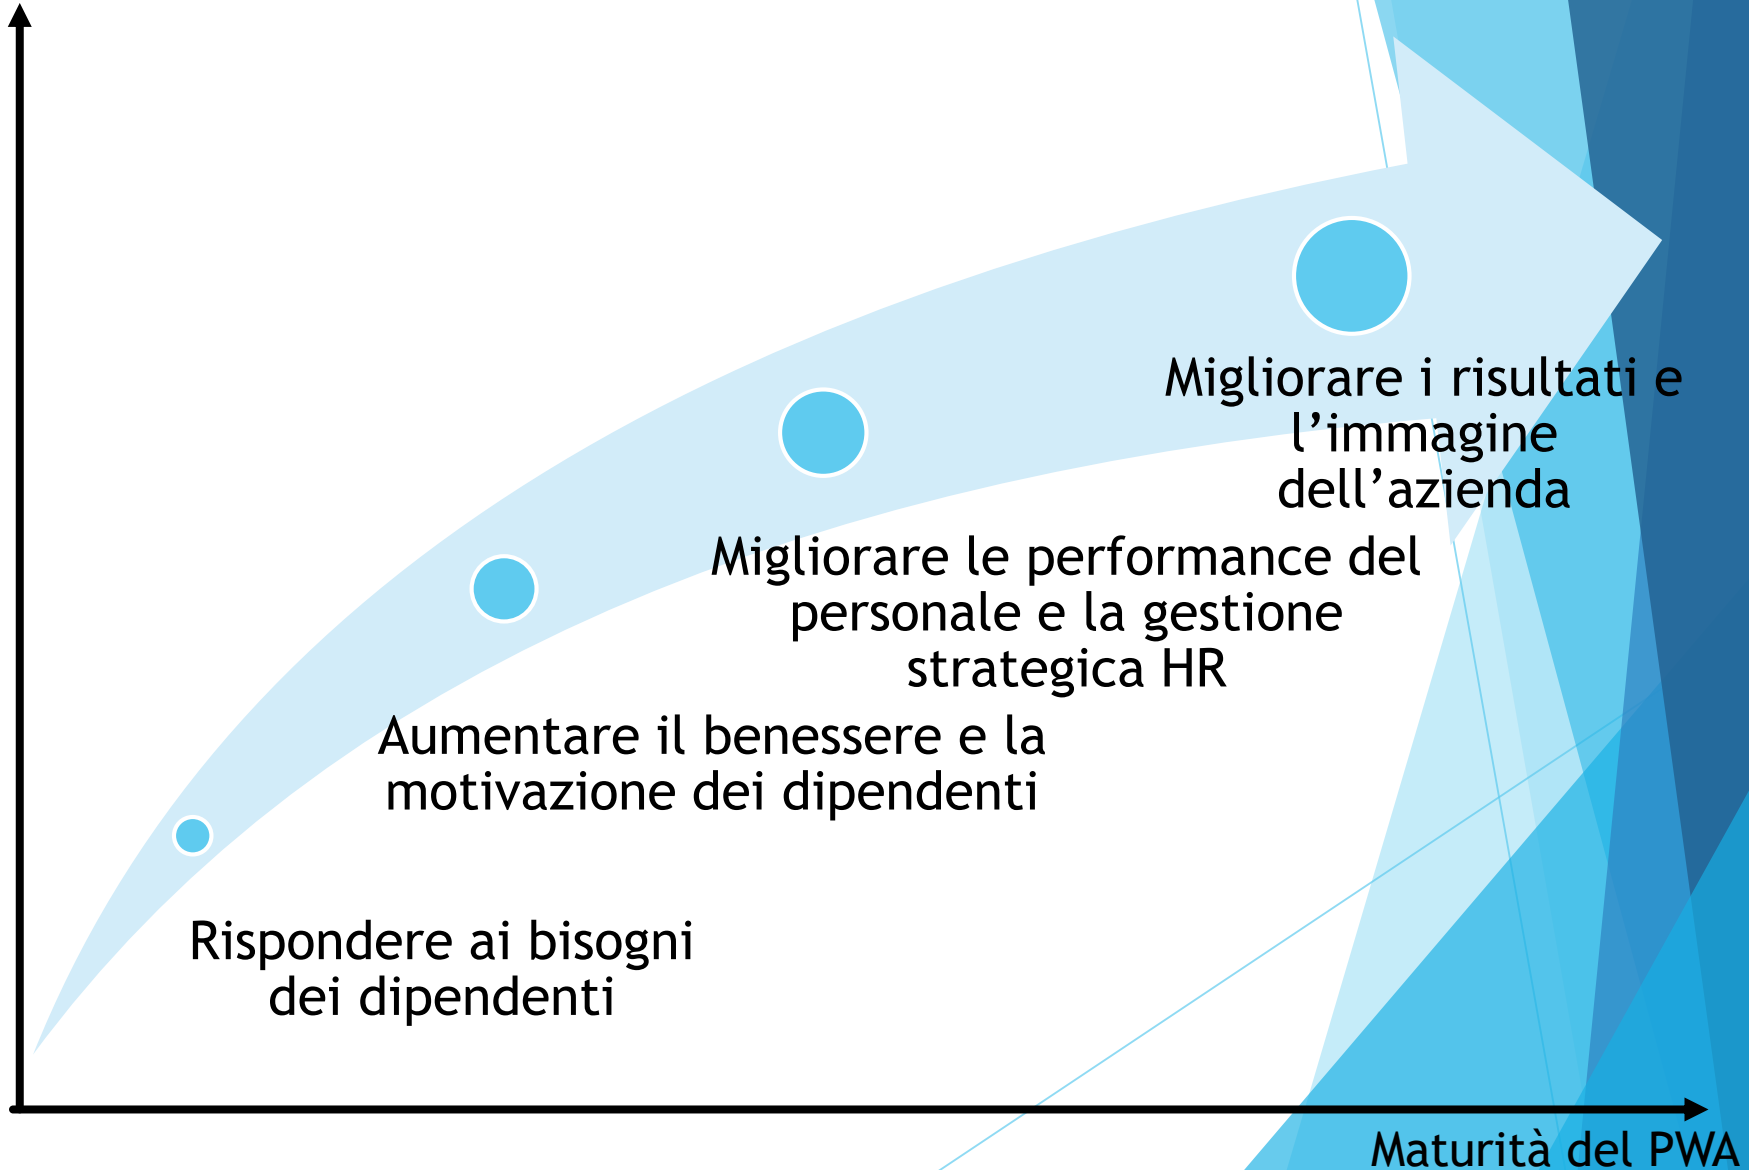 Migliorare i risultati e
l’immagine
dell’azienda
Migliorare le performance del
personale e la gestione
strategica HR
Aumentare il benessere e la
motivazione dei dipendenti
Rispondere ai bisogni
dei dipendenti
Maturità del PWA